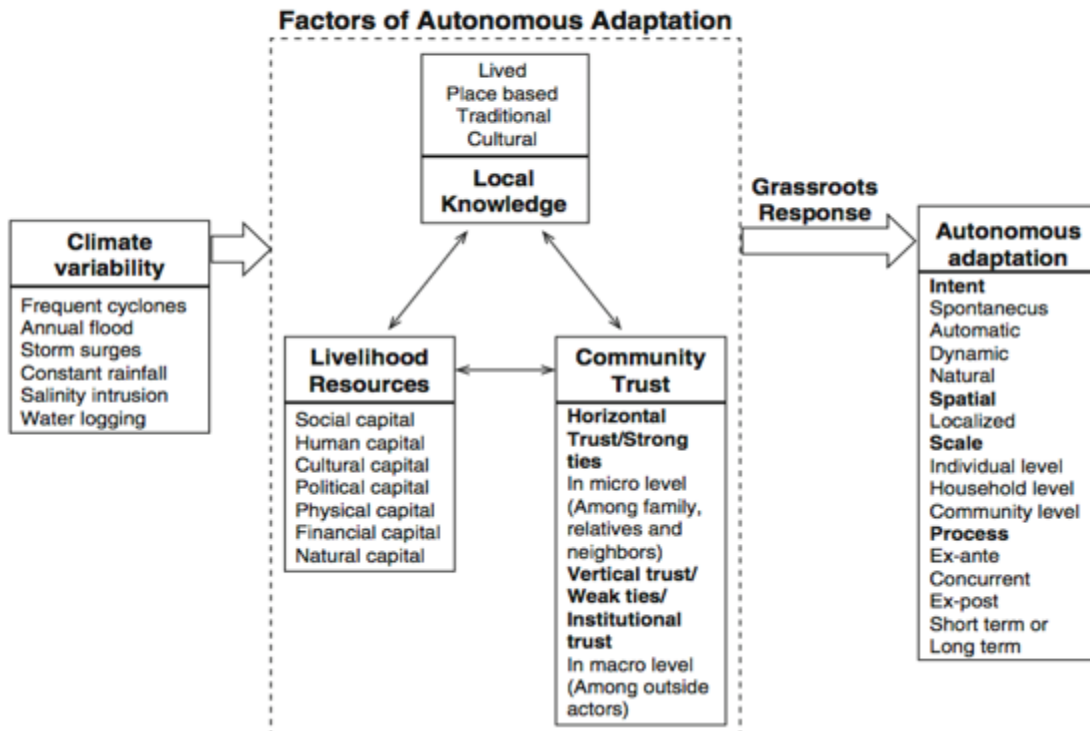 Factors of Autonomous Adaptation
Lived
Place based
Traditional
Cultural
Local
Knowledge
Climate
variability
Frequent cyclones
Annual flood
Storm surges
Constant rainfall
Salinity intrusion
Water logging
Livelihood
Resources
Social capital
Human capital
Cultural capital
Political capital
Physical capital
Financial capital
Natural capital
Community
Trust
Horizontal
Trust/Strong
ties
In micro level
(Among family,
relatives and
neighbors)
Vertical trust/
Weak ties/
Institutional
trust
In macro level
(Among outside
actors)
Grassroots
Response
Autonomous
adaptation
Intent
Spontanecus
Automatic
Dynamic
Natural
Spatial
Localized
Scale
Individual level
Household level
Community level
Process
Ex-ante
Concurrent
Ex-post
Short term or
Long term